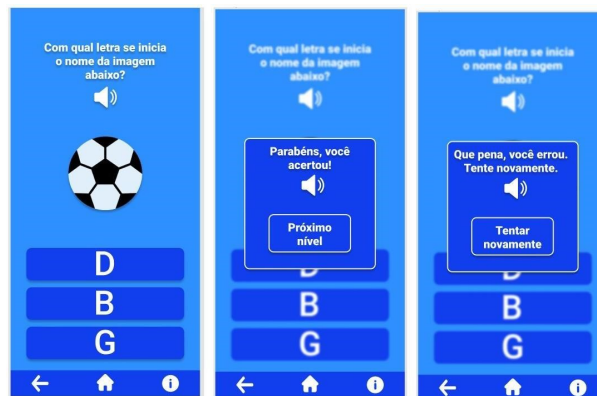 Com qual letra se inicia
o nome da imagem
abaixo?
D
B
G
Com qual letra se inicia
o nome da imagem
abaixo?
Parabéns, você
acertou!
Próximo
nível
D
B
G
Com qual letra se inicia
o nome da imagem
abaixo?
Que pena, você errou.
Tente novamente.
Tentar
novamente
D
B
G